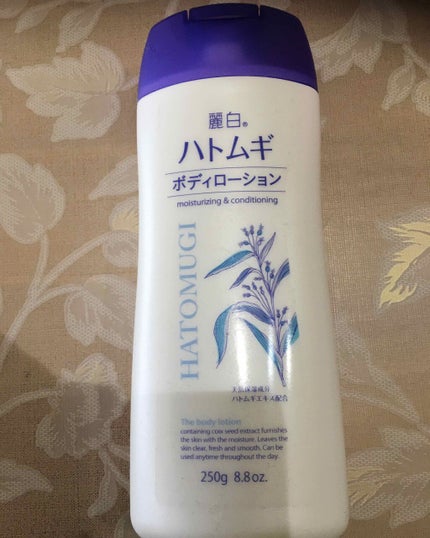 麗白®
ハトムギ
ボディローション
moisturizing & conditioning
HATOMUGI
天然保湿成分
ハトムギエキス配合
The body lotion
containing coix seed extract furnishes
the skin with the moisture. Leaves the
skin clear, fresh and smooth. Can be
used anytime throughout the day.
250g 8.8oz.